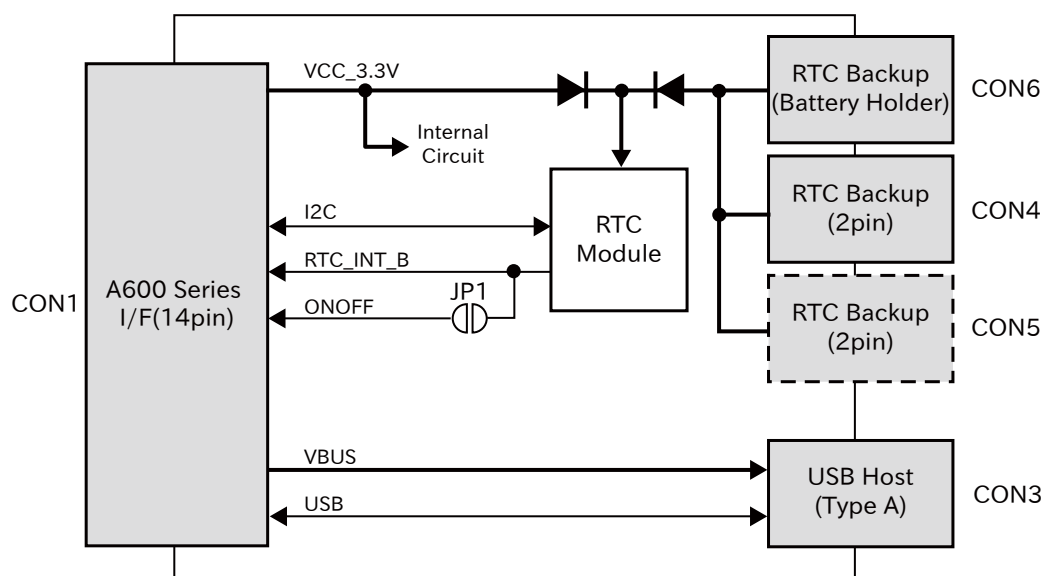 VCC_3.3V
Internal
Circuit
RTC Backup
(Battery Holder)
CON6
RTC Backup
(2pin)
CON4
RTC Backup
(2pin)
CON5
I2C
RTC
Module
RTC_INT_B
JP1
ONOFF
CON1
A600 Series
I/F(14pin)
VBUS
USB
USB Host
(Type A)
CON3